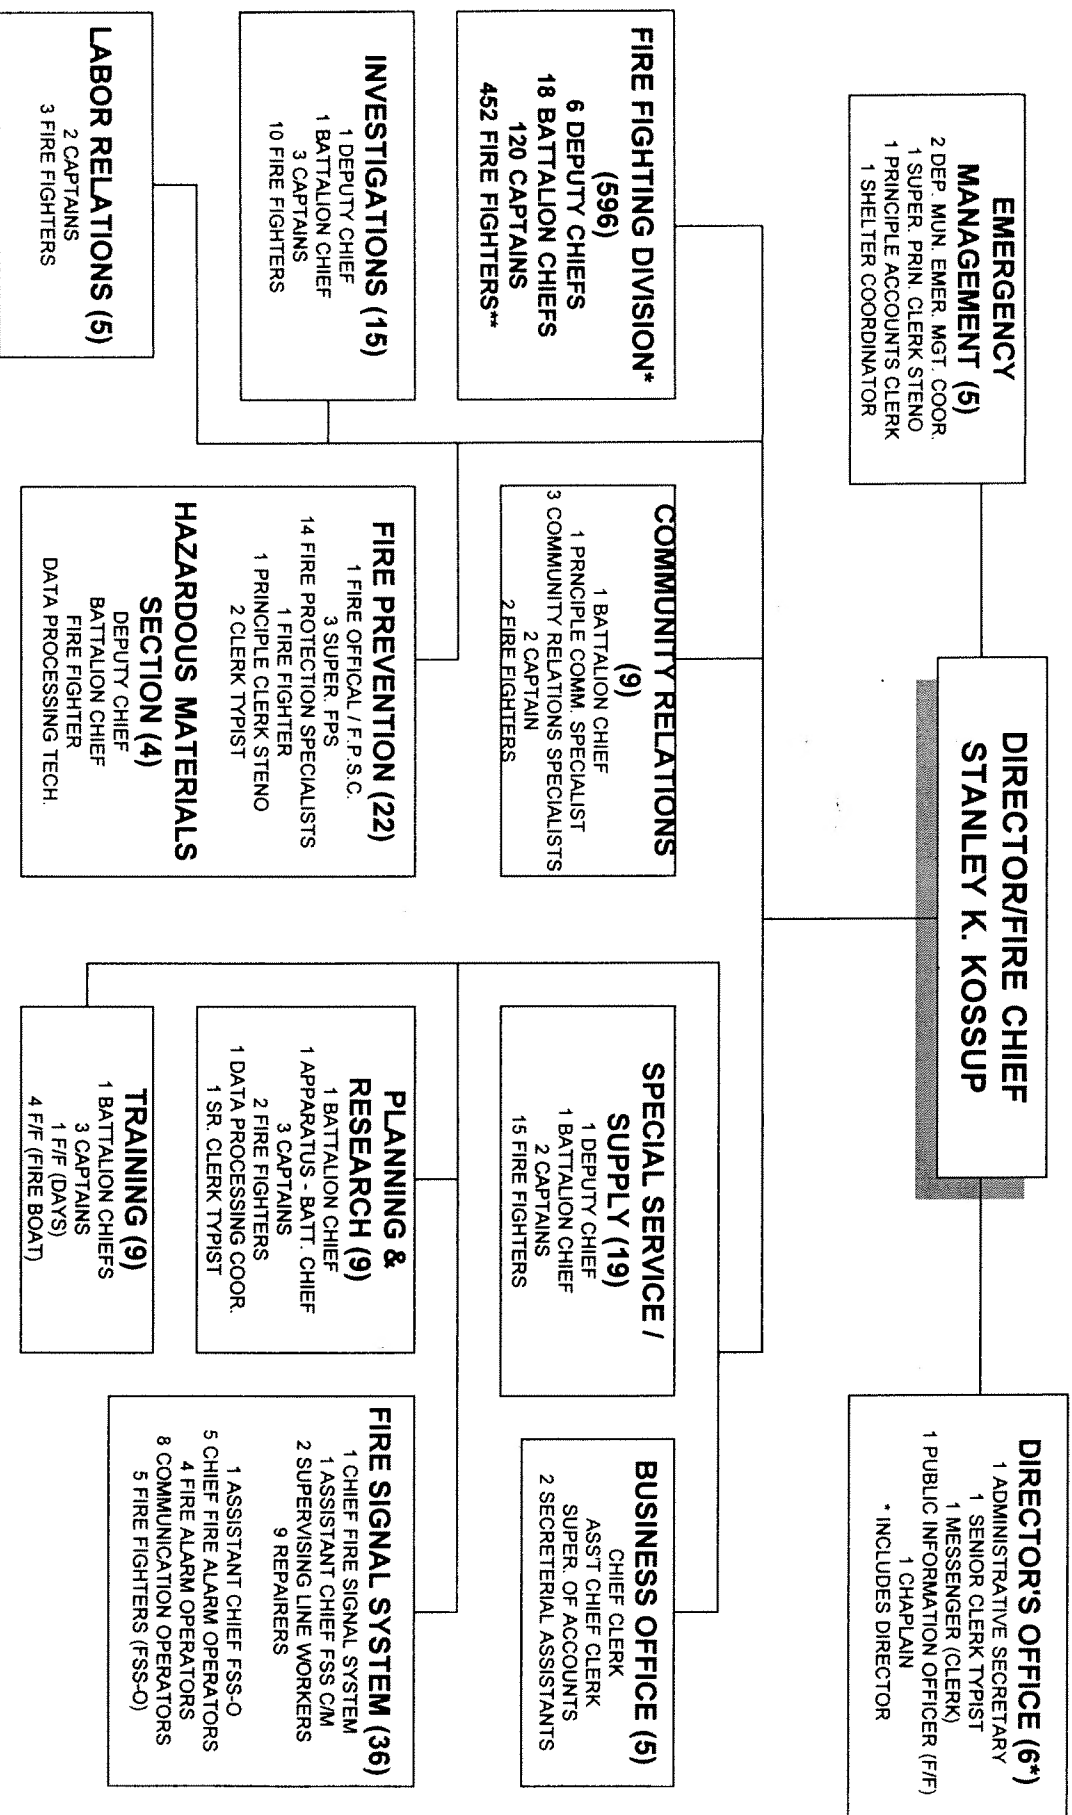 DIRECTOR/FIRE CHIEF
STANLEY K. KOSSUP
EMERGENCY
MANAGEMENT (5)
2 DEP. MUN. EMER. MGT. COOR.
1 SUPER. PRIN. CLERK STENO
1 PRINCIPLE ACCOUNTS CLERK
1 SHELTER COORDINATOR
DIRECTOR'S OFFICE (6*)
1 ADMINISTRATIVE SECRETARY
1 SENIOR CLERK TYPIST
1 MESSENGER (CLERK)
1 PUBLIC INFORMATION OFFICER (F/F)
1 CHAPLAIN
* INCLUDES DIRECTOR
FIRE FIGHTING DIVISION*
(596)
6 DEPUTY CHIEFS
18 BATTALION CHIEFS
120 CAPTAINS
452 FIRE FIGHTERS**
COMMUNITY RELATIONS
(9)
1 BATTALION CHIEF
1 PRNCIPLE COMM. SPECIALIST
3 COMMUNITY RELATIONS SPECIALISTS
2 CAPTAIN
2 FIRE FIGHTERS
SPECIAL SERVICE /
SUPPLY (19)
1 DEPUTY CHIEF
1 BATTALION CHIEF
2 CAPTAINS
15 FIRE FIGHTERS
BUSINESS OFFICE (5)
CHIEF CLERK
ASS'T CHIEF CLERK
SUPER. OF ACCOUNTS
2 SECRETERIAL ASSISTANTS
INVESTIGATIONS (15)
1 DEPUTY CHIEF
1 BATTALION CHIEF
3 CAPTAINS
10 FIRE FIGHTERS
FIRE PREVENTION (22)
1 FIRE OFFICAL / F.P.S.C.
3 SUPER. FPS
14 FIRE PROTECTION SPECIALISTS
1 FIRE FIGHTER
1 PRINCIPLE CLERK STENO
2 CLERK TYPIST
HAZARDOUS MATERIALS
SECTION (4)
DEPUTY CHIEF
BATTALION CHIEF
FIRE FIGHTER
DATA PROCESSING TECH.
PLANNING &
RESEARCH (9)
1 BATTALION CHIEF
1 APPARATUS - BATT. CHIEF
3 CAPTAINS
2 FIRE FIGHTERS
1 DATA PROCESSING COOR.
1 SR. CLERK TYPIST
FIRE SIGNAL SYSTEM (36)
1 CHIEF FIRE SIGNAL SYSTEM
1 ASSISTANT CHIEF FSS C/M
2 SUPERVISING LINE WORKERS
9 REPAIRERS
1 ASSISTANT CHIEF FSS-O
5 CHIEF FIRE ALARM OPERATORS
4 FIRE ALARM OPERATORS
8 COMMUNICATION OPERATORS
5 FIRE FIGHTERS (FSS-O)
LABOR RELATIONS (5)
2 CAPTAINS
3 FIRE FIGHTERS
TRAINING (9)
1 BATTALION CHIEFS
3 CAPTAINS
1 F/F (DAYS)
4 F/F (FIRE BOAT)